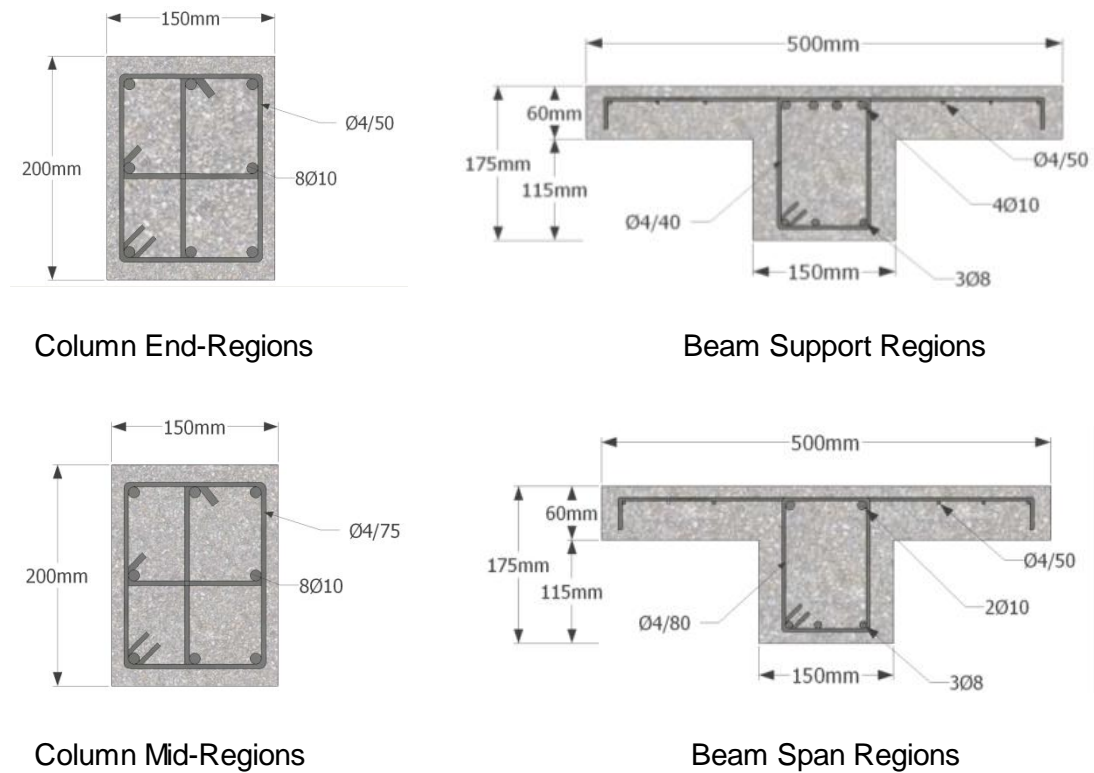 150mm
200mm
Ø4/50
8Ø10
Column End-Regions
500mm
60mm
175mm
115mm
Ø4/50
4Ø10
Ø4/40
150mm
3Ø8
Beam Support Regions
150mm
200mm
Ø4/75
8Ø10
Column Mid-Regions
500mm
60mm
175mm
115mm
Ø4/50
2Ø10
Ø4/80
150mm
3Ø8
Beam Span Regions